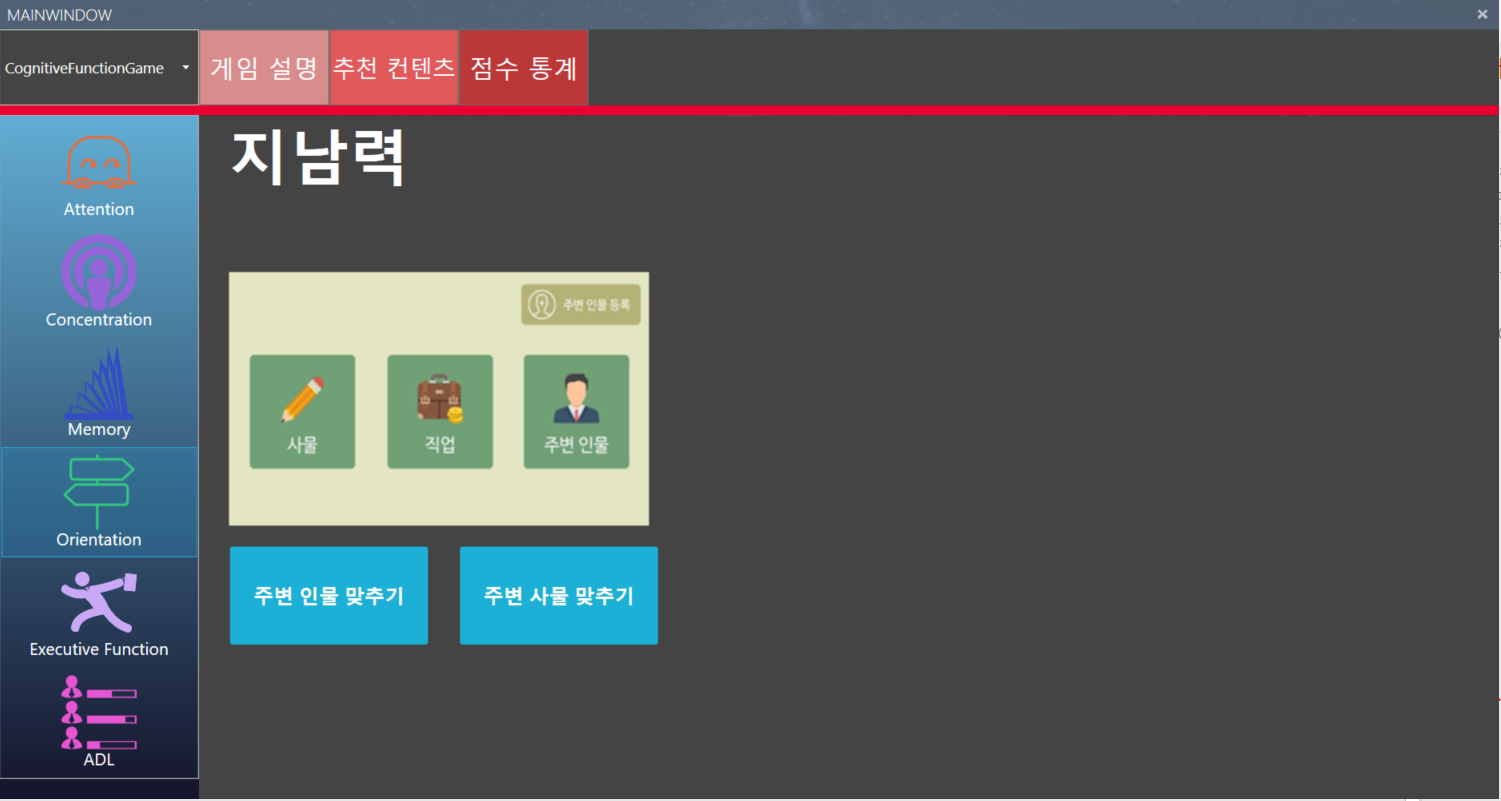 MAINWINDOW
CognitiveFunctionGame
게임 설명
추천 컨텐츠
점수 통계
Attention
Concentration
Memory
Orientation
Executive Function
ADL
지남력
주변 인물 등록
사물
직업
주변 인물
주변 인물 맞추기
주변 사물 맞추기